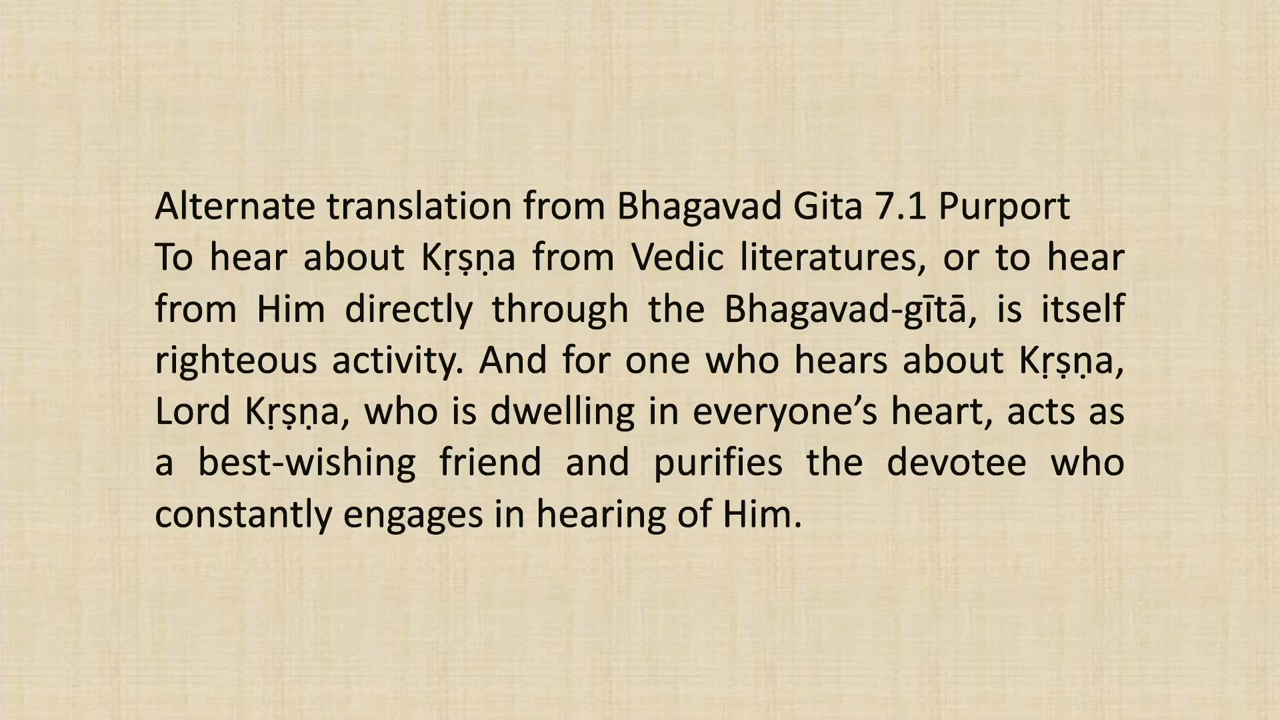 Alternate translation from Bhagavad Gita 7.1 Purport
To hear about Kṛṣṇa from Vedic literatures, or to hear
from Him directly through the Bhagavad-gītā, is itself
righteous activity. And for one who hears about Kṛṣṇa,
Lord Kṛṣṇa, who is dwelling in everyone’s heart, acts as
a best-wishing friend and purifies the devotee who
constantly engages in hearing of Him.